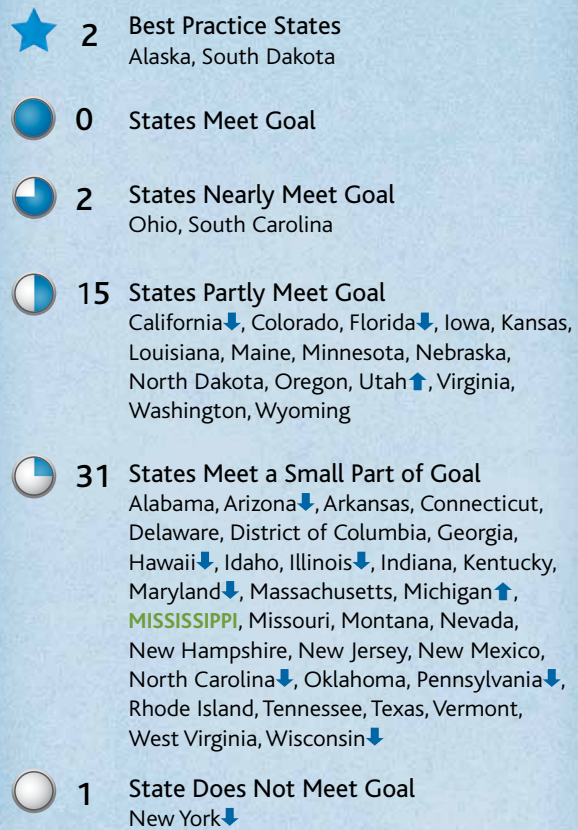 2 Best Practice States
Alaska, South Dakota
0 States Meet Goal
2 States Nearly Meet Goal
Ohio, South Carolina
15 States Partly Meet Goal
California⬇, Colorado, Florida⬇, Iowa, Kansas,
Louisiana, Maine, Minnesota, Nebraska,
North Dakota, Oregon, Utah⬆, Virginia,
Washington, Wyoming
31 States Meet a Small Part of Goal
Alabama, Arizona⬇, Arkansas, Connecticut,
Delaware, District of Columbia, Georgia,
Hawaii⬇, Idaho, Illinois⬇, Indiana, Kentucky,
Maryland⬇, Massachusetts, Michigan⬆,
MISSISSIPPI, Missouri, Montana, Nevada,
New Hampshire, New Jersey, New Mexico,
North Carolina⬇, Oklahoma, Pennsylvania⬇,
Rhode Island, Tennessee, Texas, Vermont,
West Virginia, Wisconsin⬇
1 State Does Not Meet Goal
New York⬇